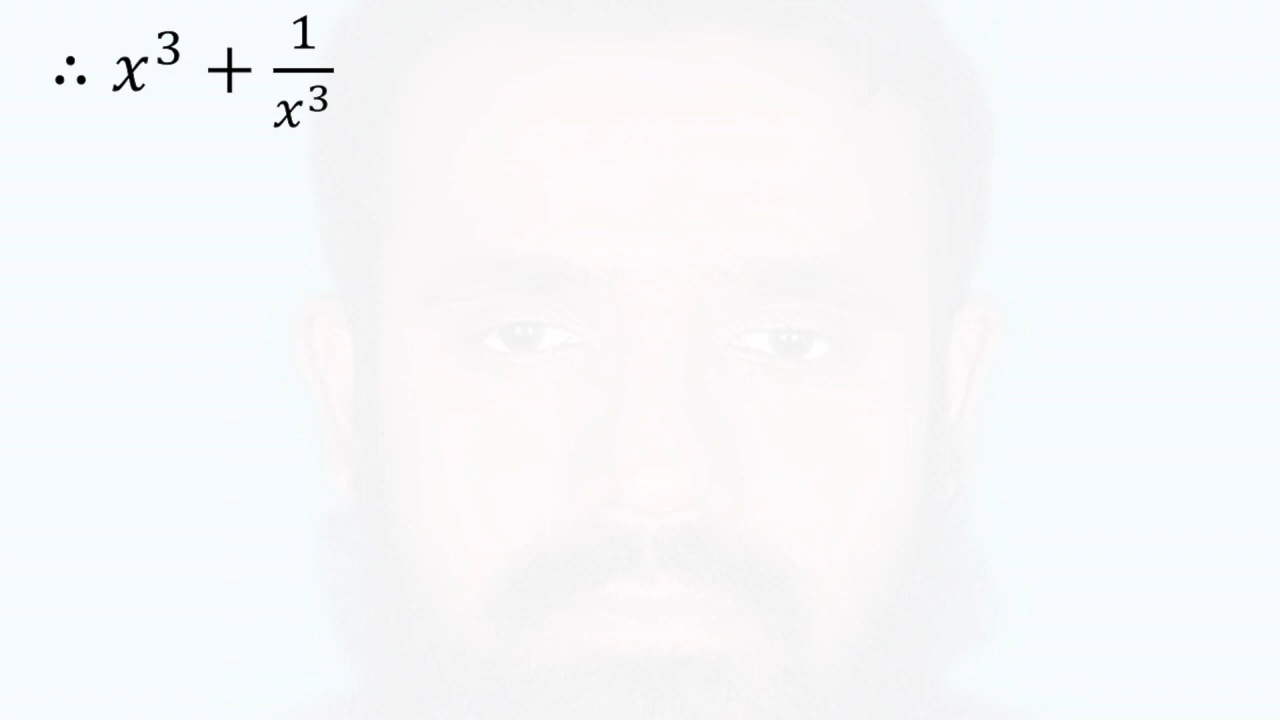 ∴ x³ + 1/x³